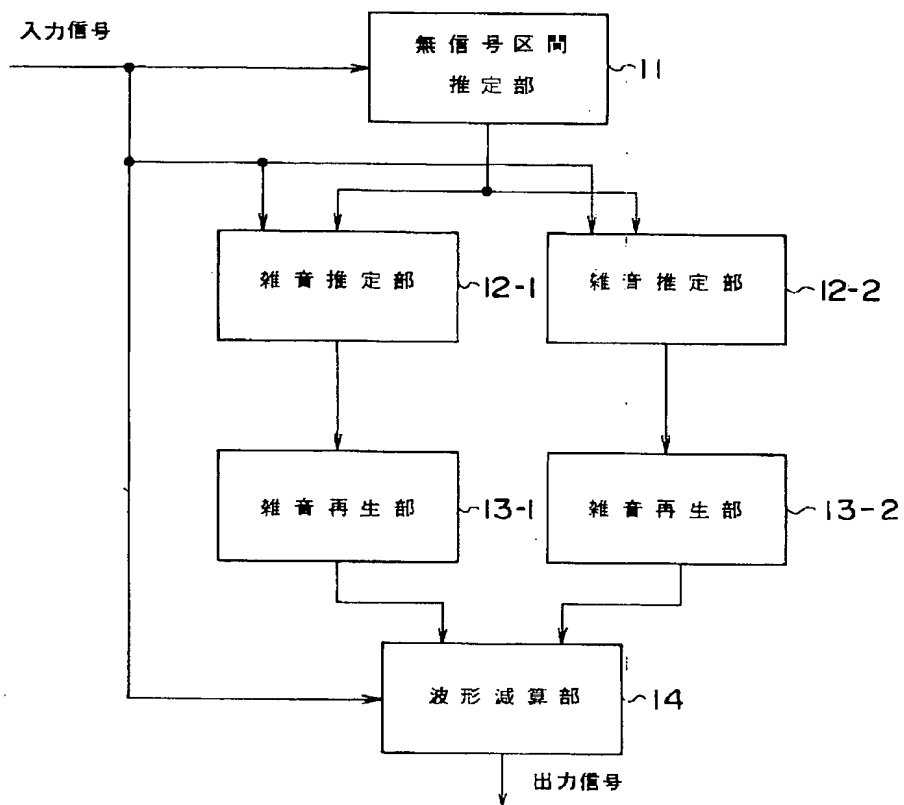 入力信号
無信号区間
推定部
11
雑音推定部
12-1
雑音推定部
12-2
雑音再生部
13-1
雑音再生部
13-2
波形減算部
14
出力信号